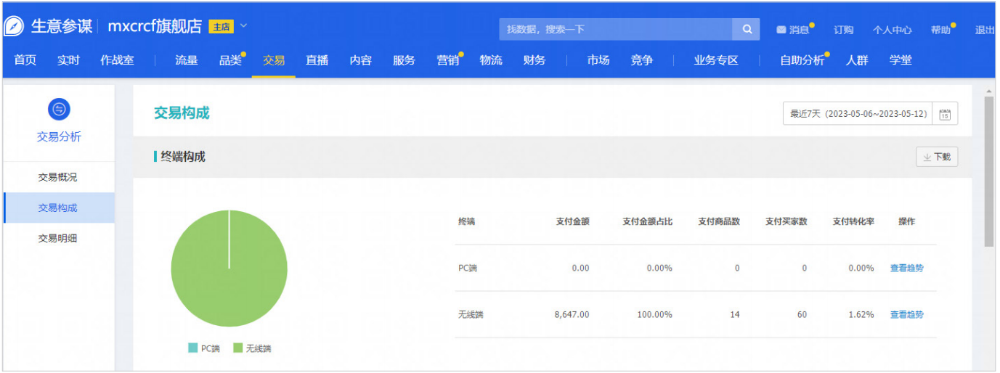 生意参谋 mxcrcf旗舰店 主店 找数据，搜索一下 消息 订购 个人中心 帮助 退出
首页 实时 作战室 流量 品类 交易 直播 内容 服务 营销 物流 财务 市场 竞争 业务专区 自助分析 人群 学堂
交易分析
交易概况
交易构成
交易明细
交易构成 最近7天 (2023-05-06~2023-05-12) 15
终端构成 下载
终端 支付金额 支付金额占比 支付商品数 支付买家数 支付转化率 操作
PC端 0.00 0.00% 0 0 0.00% 查看趋势
无线端 8,647.00 100.00% 14 60 1.62% 查看趋势
PC端 无线端